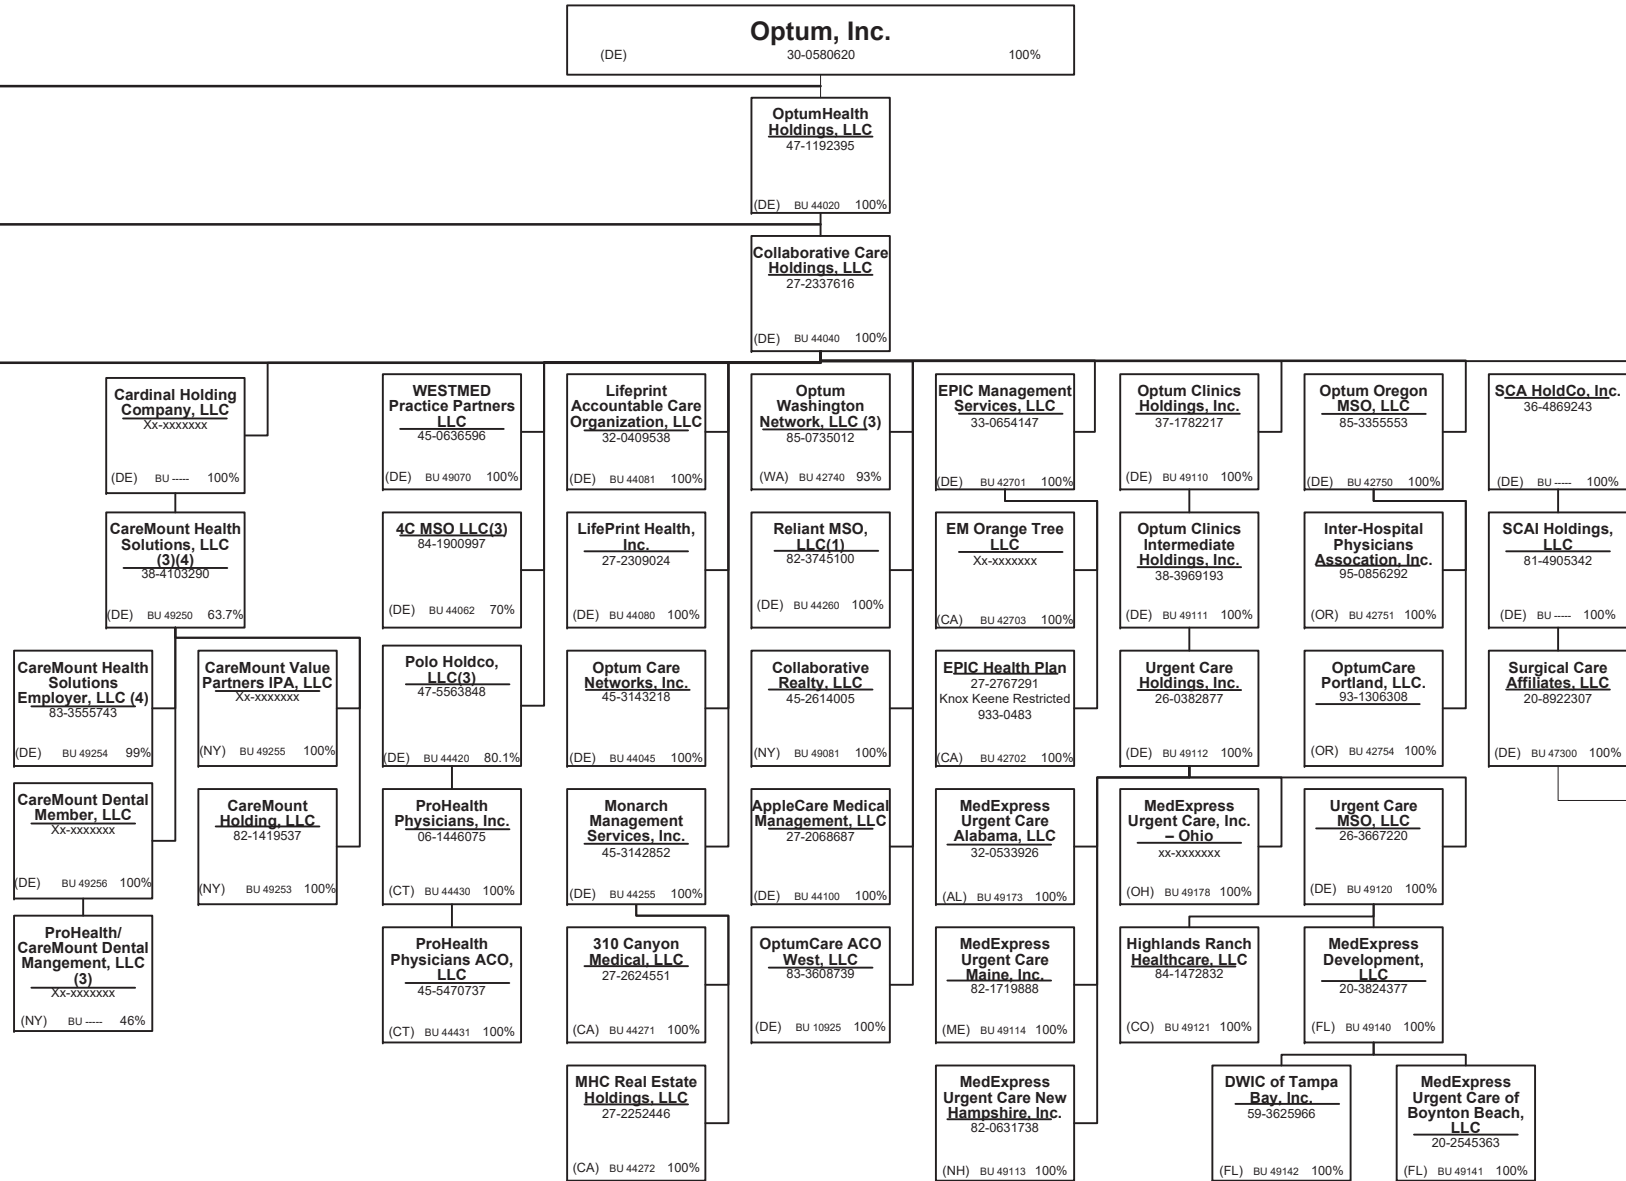 Optum, Inc.
(DE) 30-0580620 100%
OptumHealth
Holdings, LLC
47-1192395
(DE) BU 44020 100%
Collaborative Care
Holdings, LLC
27-2337616
(DE) BU 44040 100%
Cardinal Holding
Company, LLC
Xx-xxxxxxx
(DE) BU ----- 100%
WESTMED
Practice Partners
LLC
45-0636596
(DE) BU 49070 100%
Lifeprint
Accountable Care
Organization, LLC
32-0409538
(DE) BU 44081 100%
Optum
Washington
Network, LLC (3)
85-0735012
(WA) BU 42740 93%
EPIC Management
Services, LLC
33-0654147
(DE) BU 42701 100%
Optum Clinics
Holdings, Inc.
37-1782217
(DE) BU 49110 100%
Optum Oregon
MSO, LLC
85-3355553
(DE) BU 42750 100%
SCA HoldCo, Inc.
36-4869243
(DE) BU ----- 100%
CareMount Health
Solutions, LLC
(3)(4)
38-4103290
(DE) BU 49250 63.7%
4C MSO LLC(3)
84-1900997
(DE) BU 44062 70%
LifePrint Health,
Inc.
27-2309024
(DE) BU 44080 100%
Reliant MSO,
LLC(1)
82-3745100
(DE) BU 44260 100%
EM Orange Tree
LLC
Xx-xxxxxxx
(CA) BU 42703 100%
Optum Clinics
Intermediate
Holdings, Inc.
38-3969193
(DE) BU 49111 100%
Inter-Hospital
Physicians
Assocation, Inc.
95-0856292
(OR) BU 42751 100%
SCAI Holdings,
LLC
81-4905342
(DE) BU ----- 100%
CareMount Health
Solutions
Employer, LLC (4)
83-3555743
(DE) BU 49254 99%
CareMount Value
Partners IPA, LLC
Xx-xxxxxxx
(NY) BU 49255 100%
Polo Holdco,
LLC(3)
47-5563848
(DE) BU 44420 80.1%
Optum Care
Networks, Inc.
45-3143218
(DE) BU 44045 100%
Collaborative
Realty, LLC
45-2614005
(NY) BU 49081 100%
EPIC Health Plan
27-2767291
Knox Keene Restricted
933-0483
(CA) BU 42702 100%
Urgent Care
Holdings, Inc.
26-0382877
(DE) BU 49112 100%
OptumCare
Portland, LLC.
93-1306308
(OR) BU 42754 100%
Surgical Care
Affiliates, LLC
20-8922307
(DE) BU 47300 100%
CareMount Dental
Member, LLC
Xx-xxxxxxx
(DE) BU 49256 100%
CareMount
Holding, LLC
82-1419537
(NY) BU 49253 100%
ProHealth
Physicians, Inc.
06-1446075
(CT) BU 44430 100%
Monarch
Management
Services, Inc.
45-3142852
(DE) BU 44255 100%
AppleCare Medical
Management, LLC
27-2068687
(DE) BU 44100 100%
MedExpress
Urgent Care
Alabama, LLC
32-0533926
(AL) BU 49173 100%
MedExpress
Urgent Care, Inc.
– Ohio
xx-xxxxxxx
(OH) BU 49178 100%
Urgent Care
MSO, LLC
26-3667220
(DE) BU 49120 100%
ProHealth/
CareMount Dental
Mangement, LLC
(3)
Xx-xxxxxxx
(NY) BU ----- 46%
ProHealth
Physicians ACO,
LLC
45-5470737
(CT) BU 44431 100%
310 Canyon
Medical, LLC
27-2624551
(CA) BU 44271 100%
OptumCare ACO
West, LLC
83-3608739
(DE) BU 10925 100%
MedExpress
Urgent Care
Maine, Inc.
82-1719888
(ME) BU 49114 100%
Highlands Ranch
Healthcare, LLC
84-1472832
(CO) BU 49121 100%
MedExpress
Development,
LLC
20-3824377
(FL) BU 49140 100%
MHC Real Estate
Holdings, LLC
27-2252446
(CA) BU 44272 100%
MedExpress
Urgent Care New
Hampshire, Inc.
82-0631738
(NH) BU 49113 100%
DWIC of Tampa
Bay, Inc.
59-3625966
(FL) BU 49142 100%
MedExpress
Urgent Care of
Boynton Beach,
LLC
20-2545363
(FL) BU 49141 100%